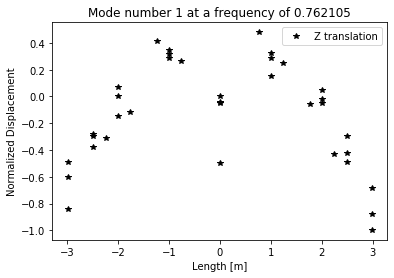 Mode number 1 at a frequency of 0.762105
Z translation
Normalized Displacement
0.4
0.2
0.0
−0.2
−0.4
−0.6
−0.8
−1.0
−3 −2 −1 0 1 2 3
Length [m]